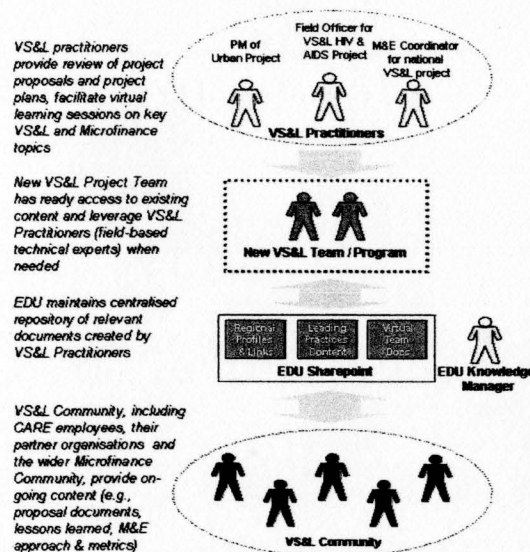 VS&L practitioners
provide review of project
proposals and project
plans, facilitate virtual
learning sessions on key
VS&L and Microfinance
topics
PM of
Urban Project
Field Officer for
VS&L HIV &
AIDS Project
M&E Coordinator
for national
VS&L project
VS&L Practitioners
New VS&L Project Team
has ready access to existing
content and leverage VS&L
Practitioners (field-based
technical experts) when
needed
New VS&L Team / Program
EDU maintains centralised
repository of relevant
documents created by
VS&L Practitioners
Regional
Profiles
& Links
Leading
Practices
Content
Virtual
Team
Docs
EDU Sharepoint
EDU Knowledge
Manager
VS&L Community, including
CARE employees, their
partner organisations and
the wider Microfinance
Community, provide on-
going content (e.g.,
proposal documents,
lessons learned, M&E
approach & metrics)
VS&L Community